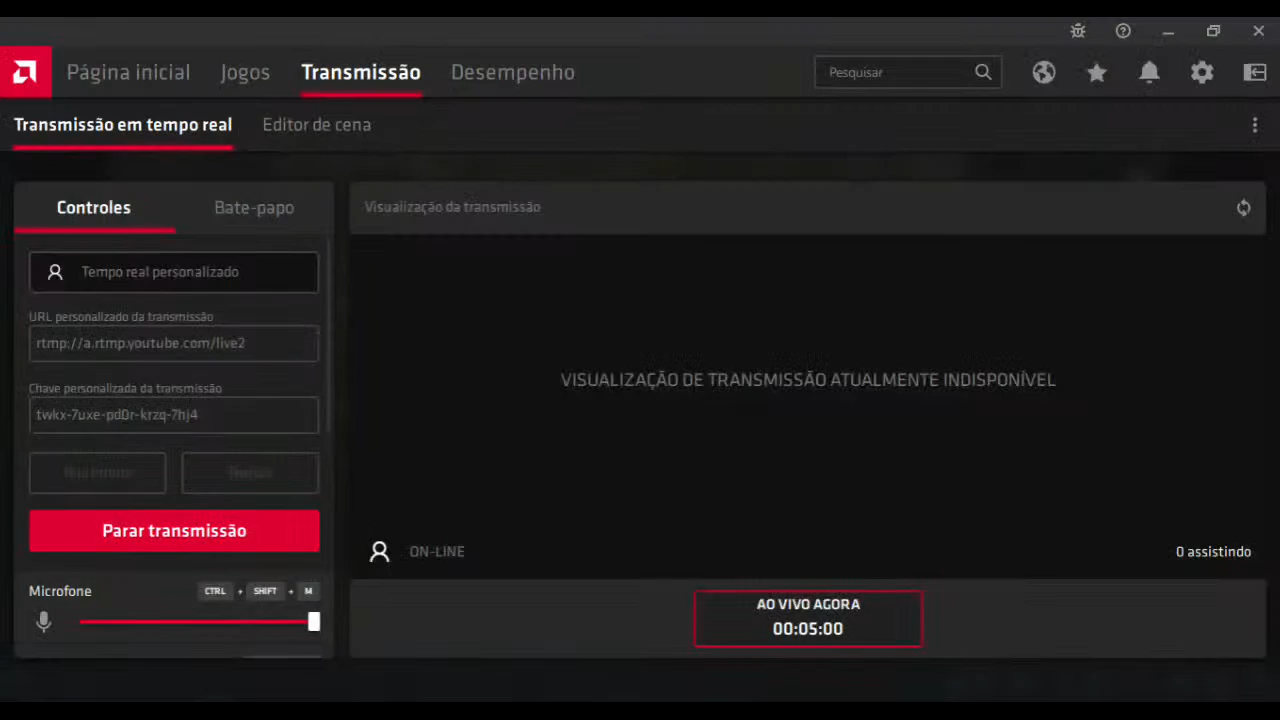 Página inicial Jogos Transmissão Desempenho Pesquisar
Transmissão em tempo real Editor de cena
Controles Bate-papo Visualização da transmissão
Tempo real personalizado
URL personalizado da transmissão
rtmp://a.rtmp.youtube.com/live2
Chave personalizada da transmissão
twkx-7uxe-pd0r-krzq-7hj4
VISUALIZAÇÃO DE TRANSMISSÃO ATUALMENTE INDISPONÍVEL
Parar transmissão
ON-LINE 0 assistindo
Microfone CTRL + SHIFT + M
AO VIVO AGORA
00:05:00